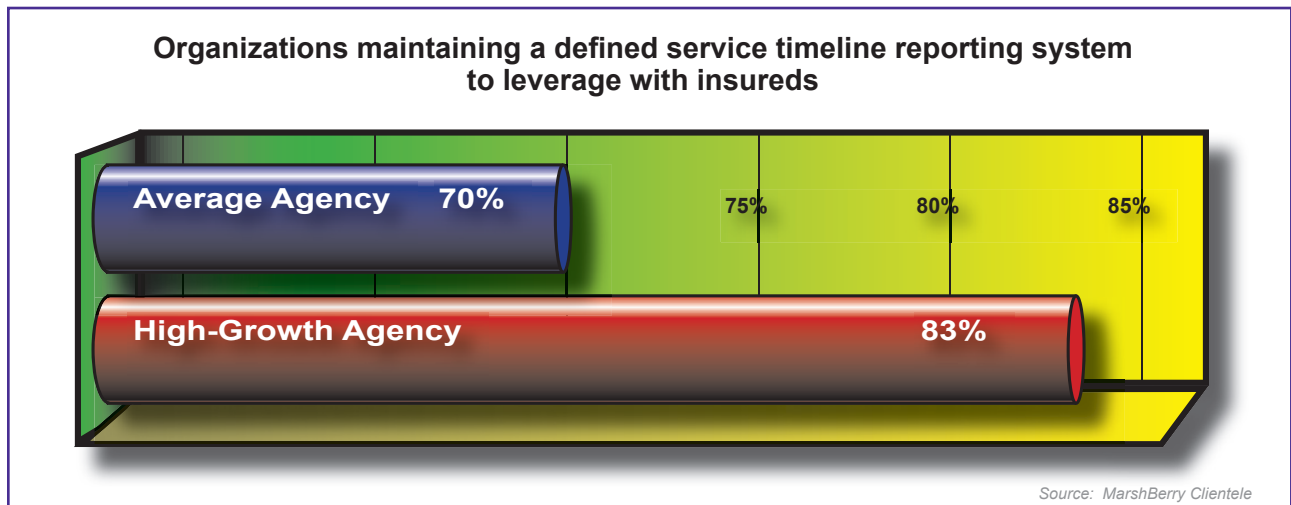 Organizations maintaining a defined service timeline reporting system
to leverage with insureds
Average Agency 70%
75% 80% 85%
High-Growth Agency 83%
Source: MarshBerry Clientele